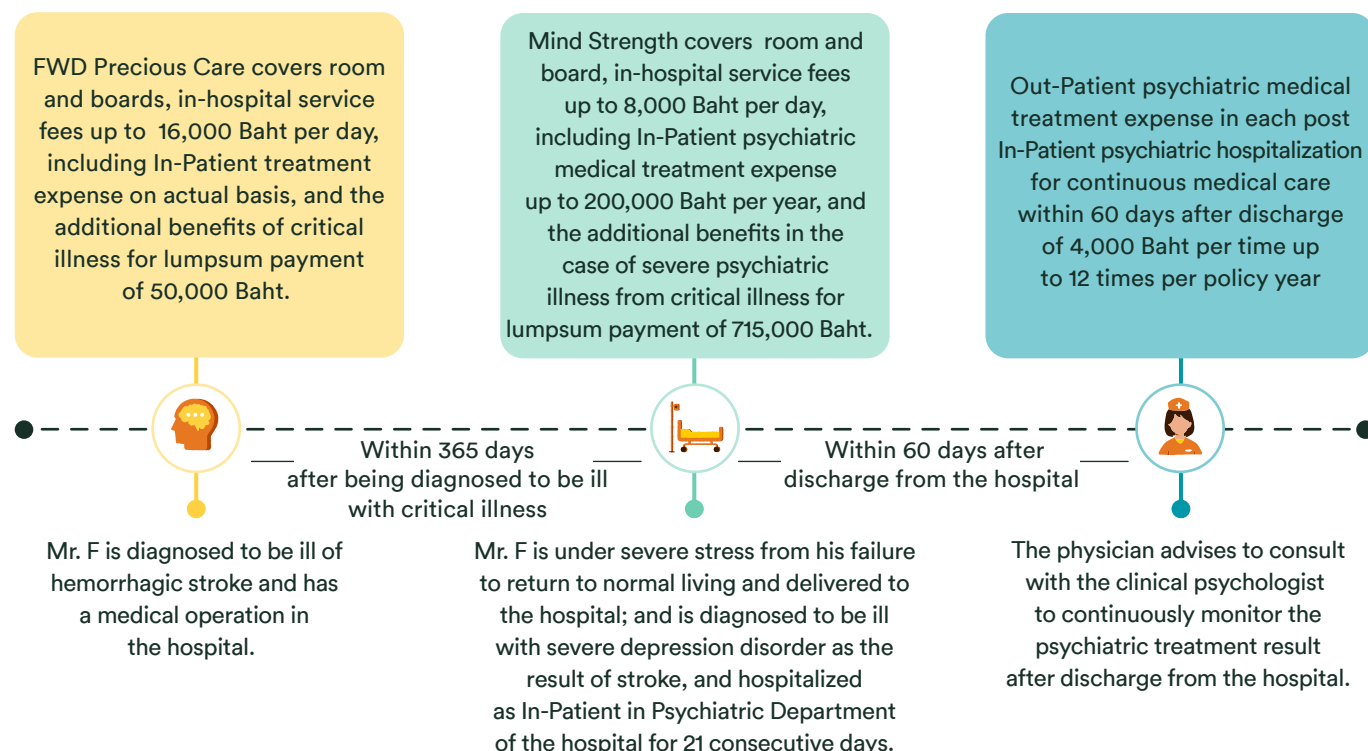 FWD Precious Care covers room
and boards, in-hospital service
fees up to 16,000 Baht per day,
including In-Patient treatment
expense on actual basis, and the
additional benefits of critical
illness for lumpsum payment
of 50,000 Baht.
Mind Strength covers room and
board, in-hospital service fees
up to 8,000 Baht per day,
including In-Patient psychiatric
medical treatment expense
up to 200,000 Baht per year, and
the additional benefits in the
case of severe psychiatric
illness from critical illness for
lumpsum payment of 715,000 Baht.
Out-Patient psychiatric medical
treatment expense in each post
In-Patient psychiatric hospitalization
for continuous medical care
within 60 days after discharge
of 4,000 Baht per time up
to 12 times per policy year
Within 365 days
after being diagnosed to be ill
with critical illness
Within 60 days after
discharge from the hospital
Mr. F is diagnosed to be ill of
hemorrhagic stroke and has
a medical operation in
the hospital.
Mr. F is under severe stress from his failure
to return to normal living and delivered to
the hospital; and is diagnosed to be ill
with severe depression disorder as the
result of stroke, and hospitalized
as In-Patient in Psychiatric Department
of the hospital for 21 consecutive days.
The physician advises to consult
with the clinical psychologist
to continuously monitor the
psychiatric treatment result
after discharge from the hospital.